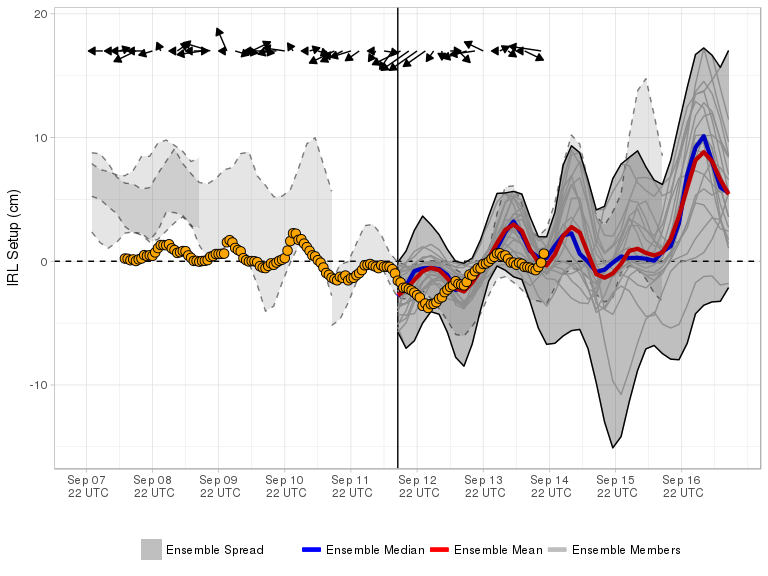 20
10
0
-10
IRL Setup (cm)
Sep 07 Sep 08 Sep 09 Sep 10 Sep 11 Sep 12 Sep 13 Sep 14 Sep 15 Sep 16
22 UTC 22 UTC 22 UTC 22 UTC 22 UTC 22 UTC 22 UTC 22 UTC 22 UTC 22 UTC
Ensemble Spread Ensemble Median Ensemble Mean Ensemble Members